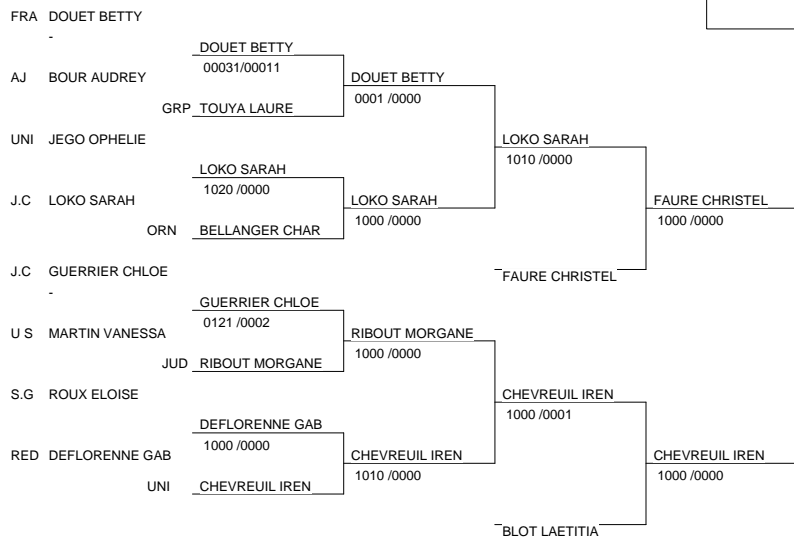 FRA DOUET BETTY
-
DOUET BETTY
00031/00011
AJ BOUR AUDREY
DOUET BETTY
0001 /0000
GRP TOUYA LAURE
UNI JEGO OPHELIE
LOKO SARAH
1010 /0000
LOKO SARAH
1020 /0000
J.C LOKO SARAH
LOKO SARAH
1000 /0000
FAURE CHRISTEL
1000 /0000
ORN BELLANGER CHAR
J.C GUERRIER CHLOE
-
FAURE CHRISTEL
GUERRIER CHLOE
0121 /0002
U S MARTIN VANESSA
RIBOUT MORGANE
1000 /0000
JUD RIBOUT MORGANE
S.G ROUX ELOISE
CHEVREUIL IREN
1000 /0001
DEFLORENNE GAB
1000 /0000
RED DEFLORENNE GAB
CHEVREUIL IREN
1010 /0000
CHEVREUIL IREN
1000 /0000
UNI CHEVREUIL IREN
BLOT LAETITIA